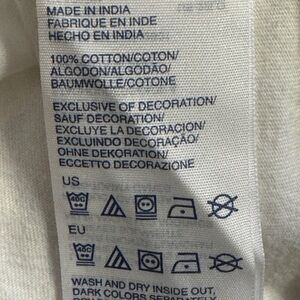 MADE IN INDIA
FABRIQUE EN INDE
HECHO EN INDIA
100% COTTON/COTON/
ALGODON/ALGODÃO/
BAUMWOLLE/COTONE
EXCLUSIVE OF DECORATION/
SAUF DECORATION/
EXCLUYE LA DECORACION/
EXCLUINDO DECORAÇÃO/
OHNE DEKORATION/
ECCETTO DECORAZIONE
US
40C
EU
40
WASH AND DRY INSIDE OUT,
DARK COLORS SEPARATELY